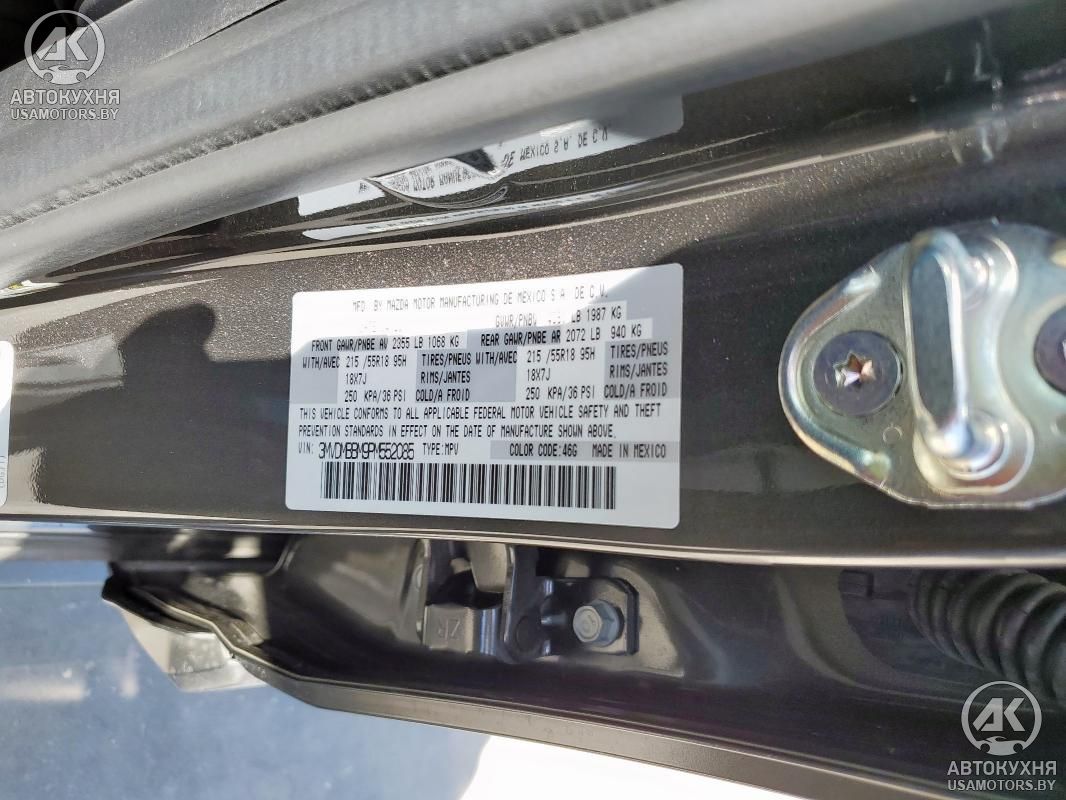 AK
АВТОКУХНЯ
USAMOTORS.BY
DE MEXICO S.A. DE C.V.
MFD. BY MAZDA MOTOR MANUFACTURING DE MEXICO S.A. DE C.V.
GVWR/PNBV LB 1987 KG
FRONT GAWR/PNBE AV 2355 LB 1068 KG REAR GAWR/PNBE AR 2072 LB 940 KG
WITH/AVEC 215 /55R18 95H TIRES/PNEUS WITH/AVEC 215 /55R18 95H TIRES/PNEUS
18X7J RIMS/JANTES 18X7J RIMS/JANTES
250 KPA/36 PSI COLD/A FROID 250 KPA/36 PSI COLD/A FROID
THIS VEHICLE CONFORMS TO ALL APPLICABLE FEDERAL MOTOR VEHICLE SAFETY AND THEFT
PREVENTION STANDARDS IN EFFECT ON THE DATE OF MANUFACTURE SHOWN ABOVE.
VIN: 3MVDMBBM9PM552085 TYPE:MPV COLOR CODE:46G MADE IN MEXICO
ZR
AK
АВТОКУХНЯ
USAMOTORS.BY